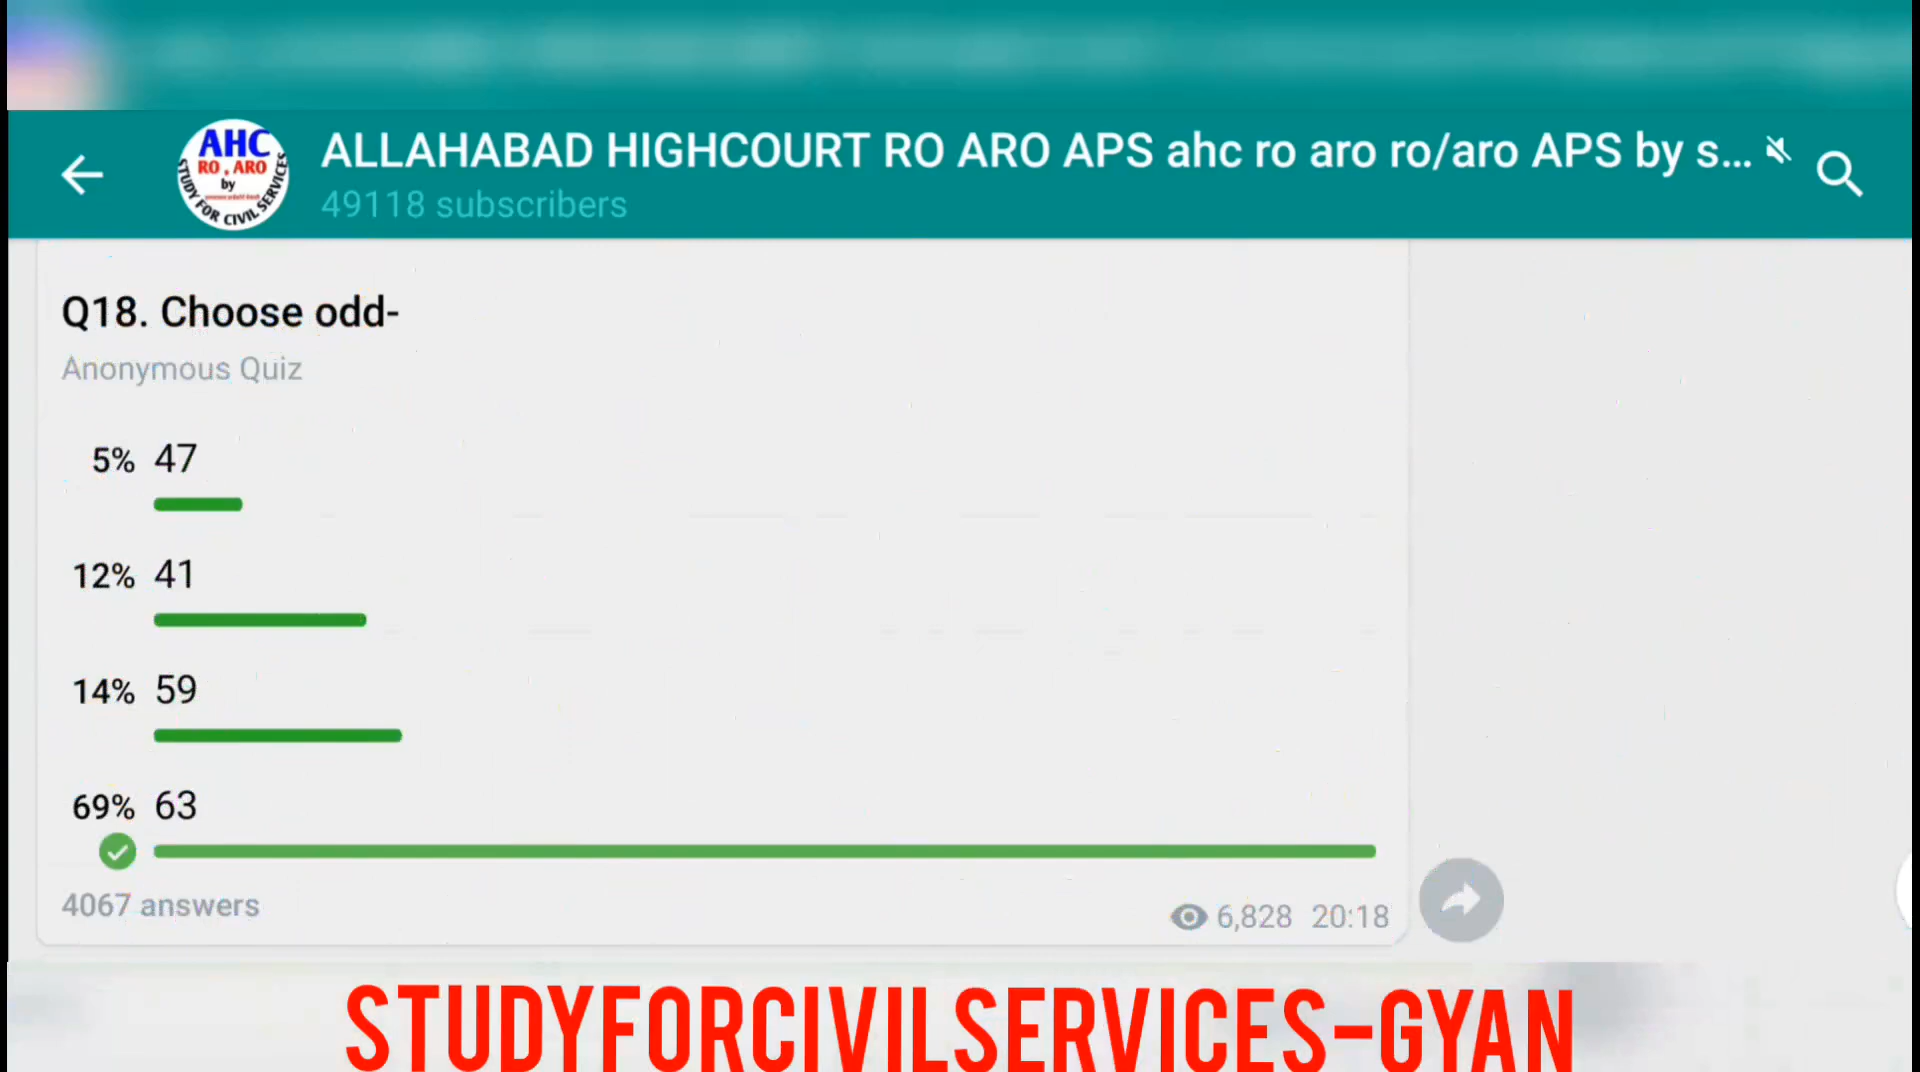 AHC
RO , ARO
by
STUDY FOR CIVIL SERVICES
ALLAHABAD HIGHCOURT RO ARO APS ahc ro aro ro/aro APS by s...
49118 subscribers
Q18. Choose odd-
Anonymous Quiz
5% 47
12% 41
14% 59
69% 63
4067 answers
6,828 20:18
STUDYFORCIVILSERVICES-GYAN